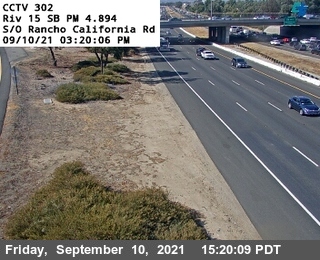 CCTV 302
Riv 15 SB PM 4.894
S/O Rancho California Rd
09/10/21 03:20:06 PM
Friday, September 10, 2021 15:20:09 PDT